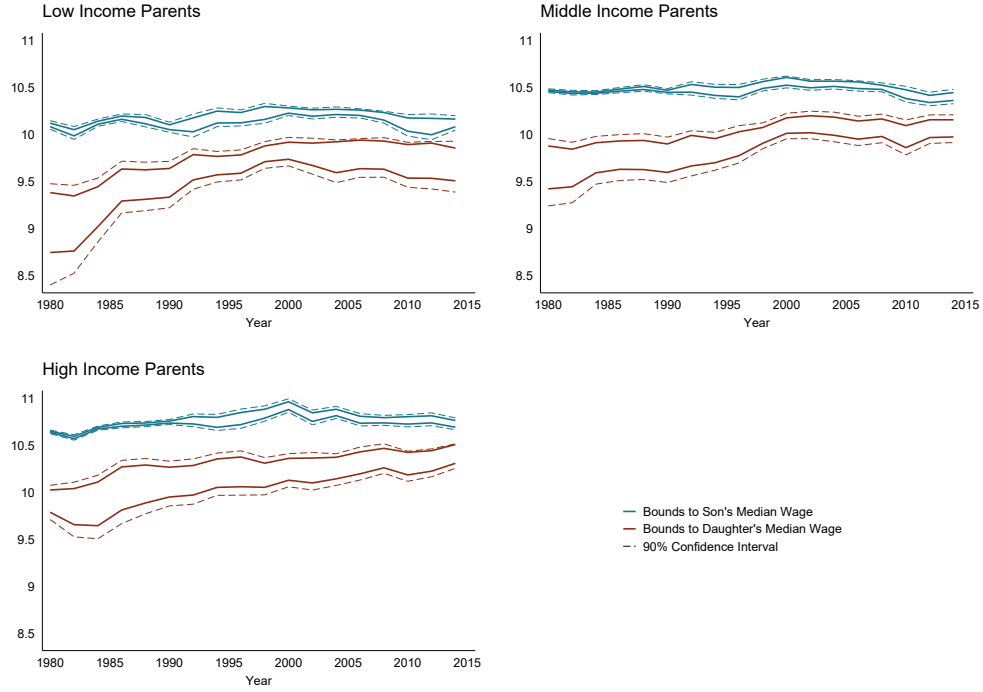 Low Income Parents
11
10.5
10
9.5
9
8.5
1980 1985 1990 1995 2000 2005 2010 2015
Year
Middle Income Parents
11
10.5
10
9.5
9
8.5
1980 1985 1990 1995 2000 2005 2010 2015
Year
High Income Parents
11
10.5
10
9.5
9
8.5
1980 1985 1990 1995 2000 2005 2010 2015
Year
Bounds to Son's Median Wage
Bounds to Daughter's Median Wage
90% Confidence Interval